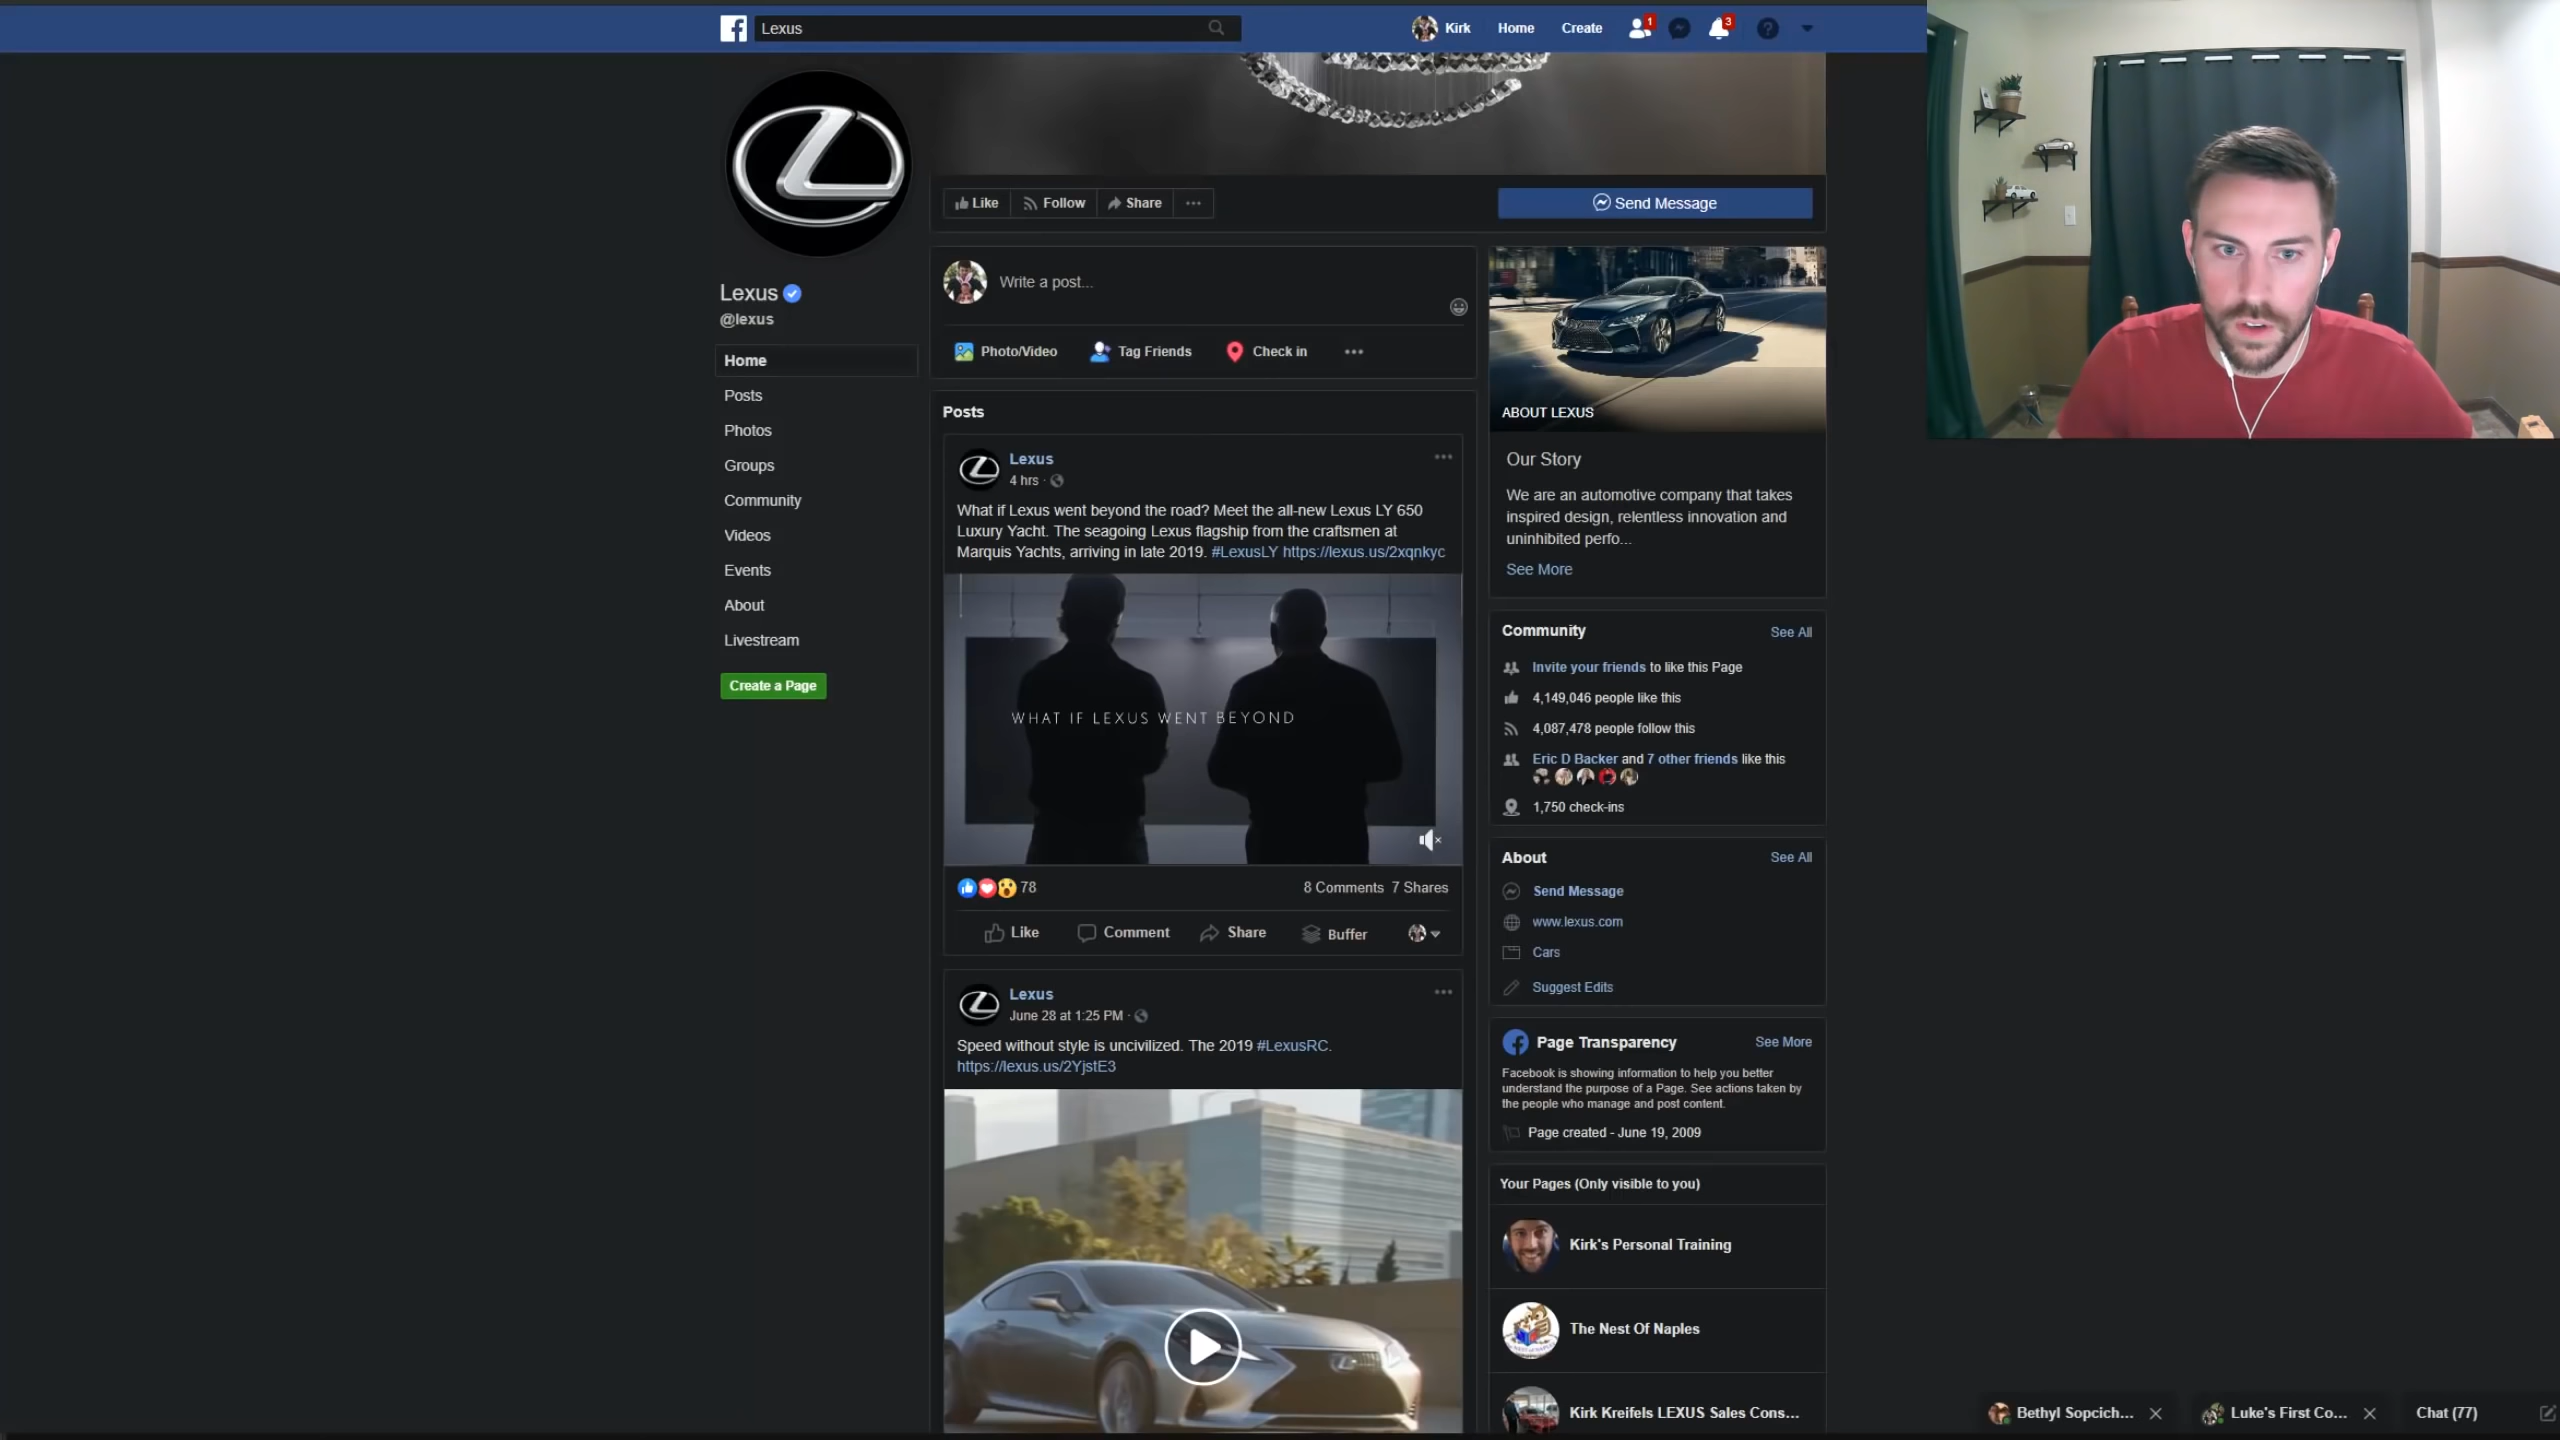 Lexus
Kirk
Home
Create
1
3
Like
Follow
Share
Send Message
Lexus
@lexus
Home
Posts
Photos
Groups
Community
Videos
Events
About
Livestream
Create a Page
Write a post...
Photo/Video
Tag Friends
Check in
Posts
Lexus
4 hrs ·
What if Lexus went beyond the road? Meet the all-new Lexus LY 650
Luxury Yacht. The seagoing Lexus flagship from the craftsmen at
Marquis Yachts, arriving in late 2019. #LexusLY https://lexus.us/2xqnkyc
WHAT IF LEXUS WENT BEYOND
78
8 Comments 7 Shares
Like
Comment
Share
Buffer
Lexus
June 28 at 1:25 PM ·
Speed without style is uncivilized. The 2019 #LexusRC.
https://lexus.us/2YjstE3
ABOUT LEXUS
Our Story
We are an automotive company that takes
inspired design, relentless innovation and
uninhibited perfo...
See More
Community
See All
Invite your friends to like this Page
4,149,046 people like this
4,087,478 people follow this
Eric D Backer and 7 other friends like this
1,750 check-ins
About
See All
Send Message
www.lexus.com
Cars
Suggest Edits
Page Transparency
See More
Facebook is showing information to help you better
understand the purpose of a Page. See actions taken by
the people who manage and post content.
Page created - June 19, 2009
Your Pages (Only visible to you)
Kirk's Personal Training
The Nest Of Naples
Kirk Kreifels LEXUS Sales Cons...
Bethyl Sopcich...
Luke's First Co...
Chat (77)